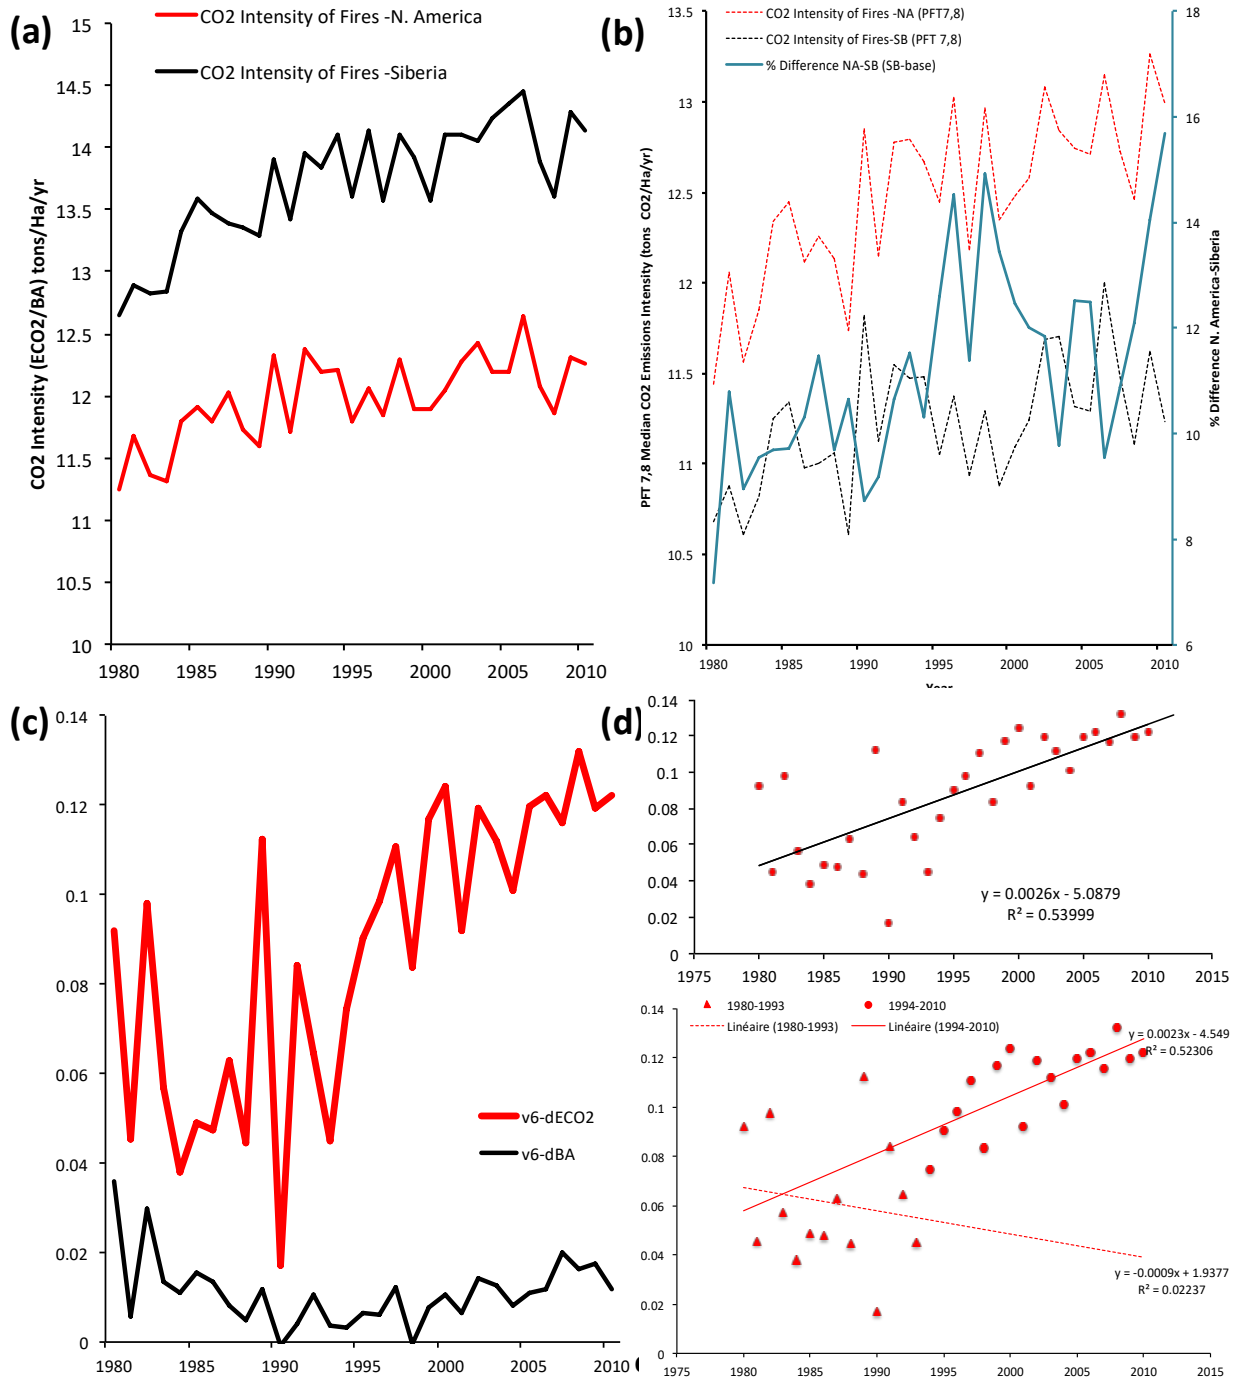 (a)
CO2 Intensity of Fires -N. America
CO2 Intensity of Fires -Siberia
CO2 Intensity (ECO2/BA) tons/Ha/yr
15
14.5
14
13.5
13
12.5
12
11.5
11
10.5
10
1980 1985 1990 1995 2000 2005 2010
(b)
CO2 Intensity of Fires -NA (PFT7,8)
CO2 Intensity of Fires-SB (PFT 7,8)
% Difference NA-SB (SB-base)
PFT 7,8 Median CO2 Emissions Intensity (tons CO2/Ha/yr)
13.5
13
12.5
12
11.5
11
10.5
10
18
16
14
12
10
8
6
% Difference N. America-Siberia
1980 1985 1990 1995 2000 2005 2010
Year
(c)
0.14
0.12
0.1
0.08
0.06
0.04
0.02
0
v6-dECO2
v6-dBA
1980 1985 1990 1995 2000 2005 2010
(d)
0.14
0.12
0.1
0.08
0.06
0.04
0.02
0
y = 0.0026x - 5.0879
R² = 0.53999
1975 1980 1985 1990 1995 2000 2005 2010 2015
1980-1993 1994-2010
Linéaire (1980-1993) Linéaire (1994-2010)
0.14
0.12
0.1
0.08
0.06
0.04
0.02
0
y = 0.0023x - 4.549
R² = 0.52306
y = -0.0009x + 1.9377
R² = 0.02237
1975 1980 1985 1990 1995 2000 2005 2010 2015